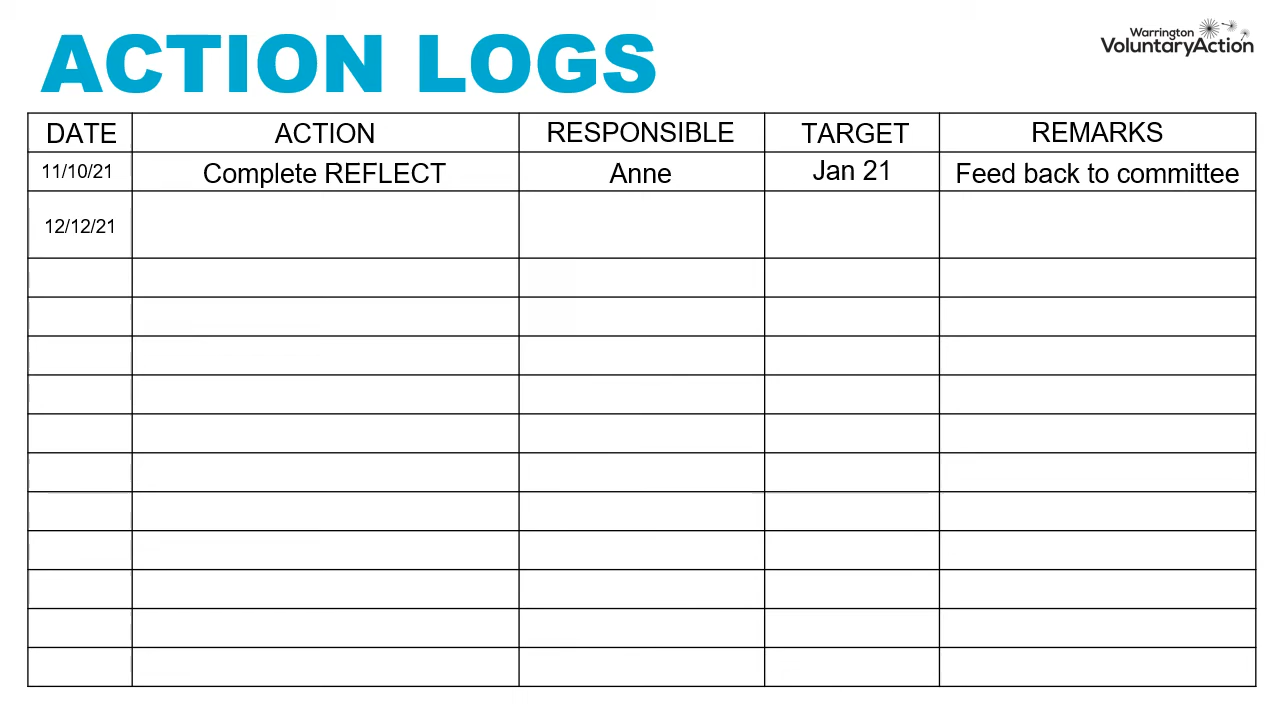 ACTION LOGS
Warrington
VoluntaryAction
DATE ACTION RESPONSIBLE TARGET REMARKS
11/10/21 Complete REFLECT Anne Jan 21 Feed back to committee
12/12/21